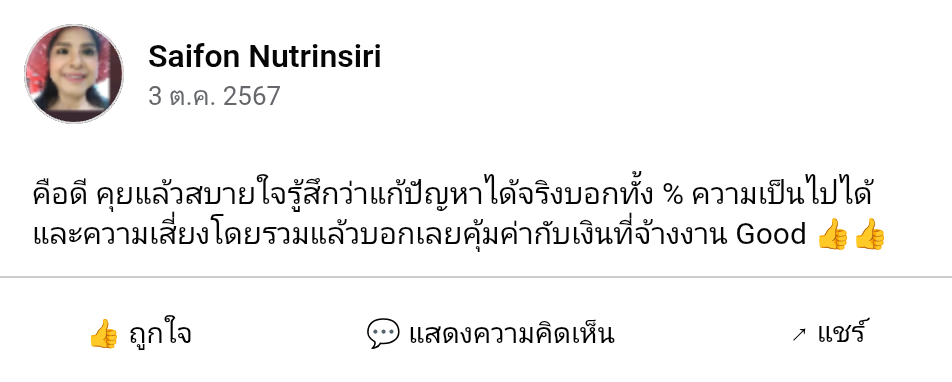 Saifon Nutrinsiri
3 ต.ค. 2567
คือดี คุยแล้วสบายใจรู้สึกว่าแก้ปัญหาได้จริงบอกทั้ง % ความเป็นไปได้
และความเสี่ยงโดยรวมแล้วบอกเลยคุ้มค่ากับเงินที่จ้างงาน Good 👍👍
👍 ถูกใจ 💬 แสดงความคิดเห็น ↗ แชร์